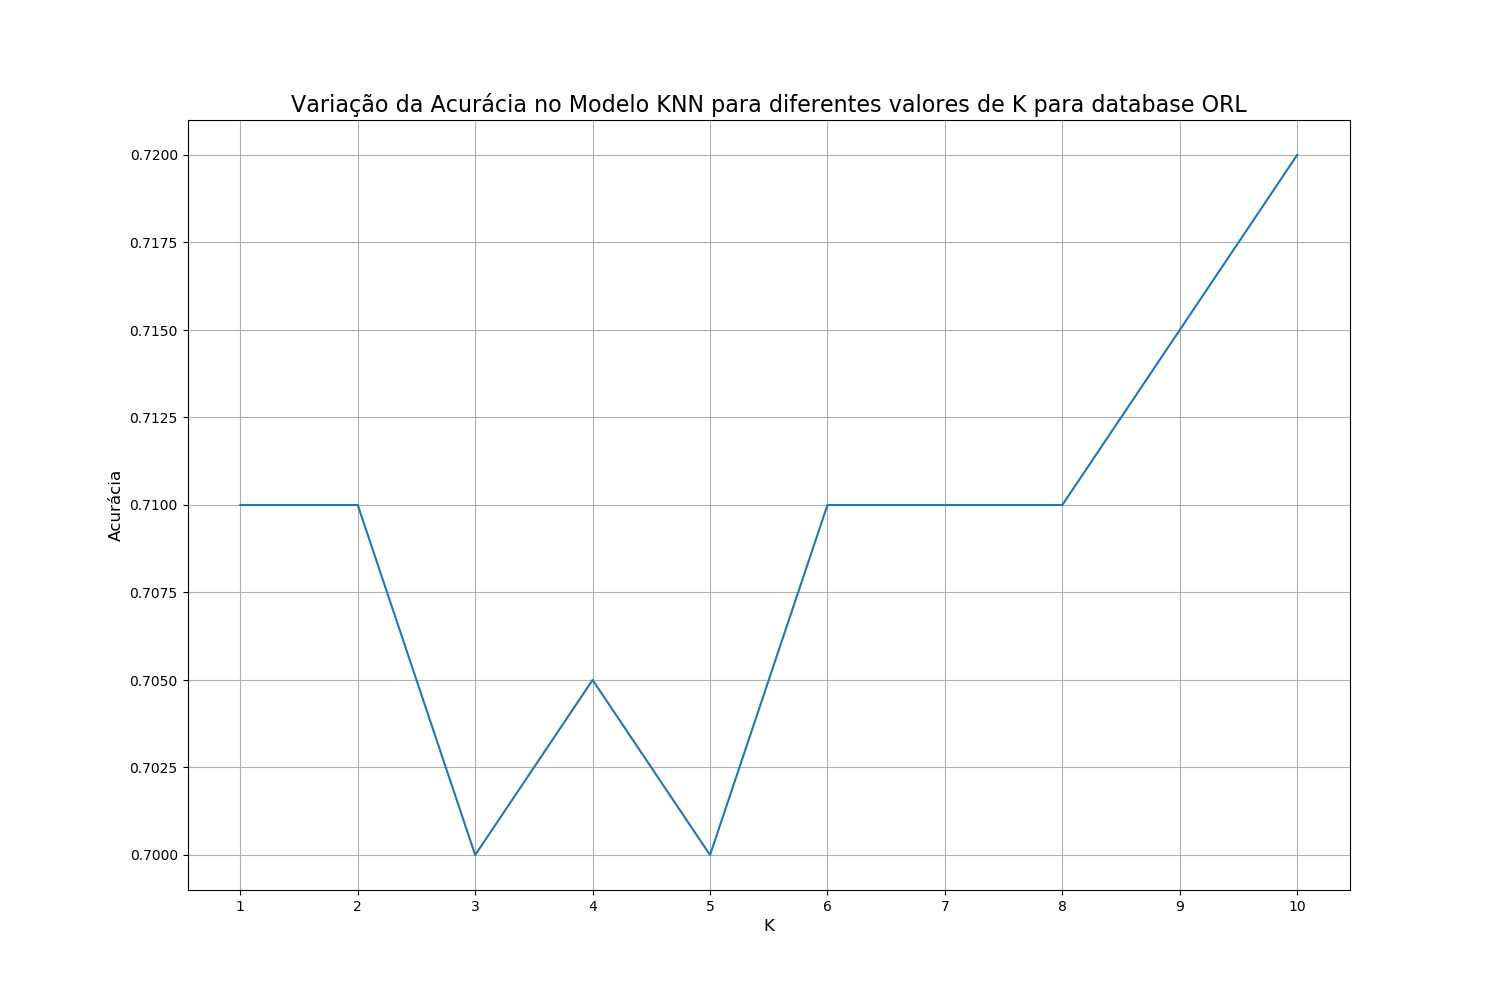 Variação da Acurácia no Modelo KNN para diferentes valores de K para database ORL
0.7200
0.7175
0.7150
0.7125
0.7100
0.7075
0.7050
0.7025
0.7000
Acurácia
1 2 3 4 5 6 7 8 9 10
K